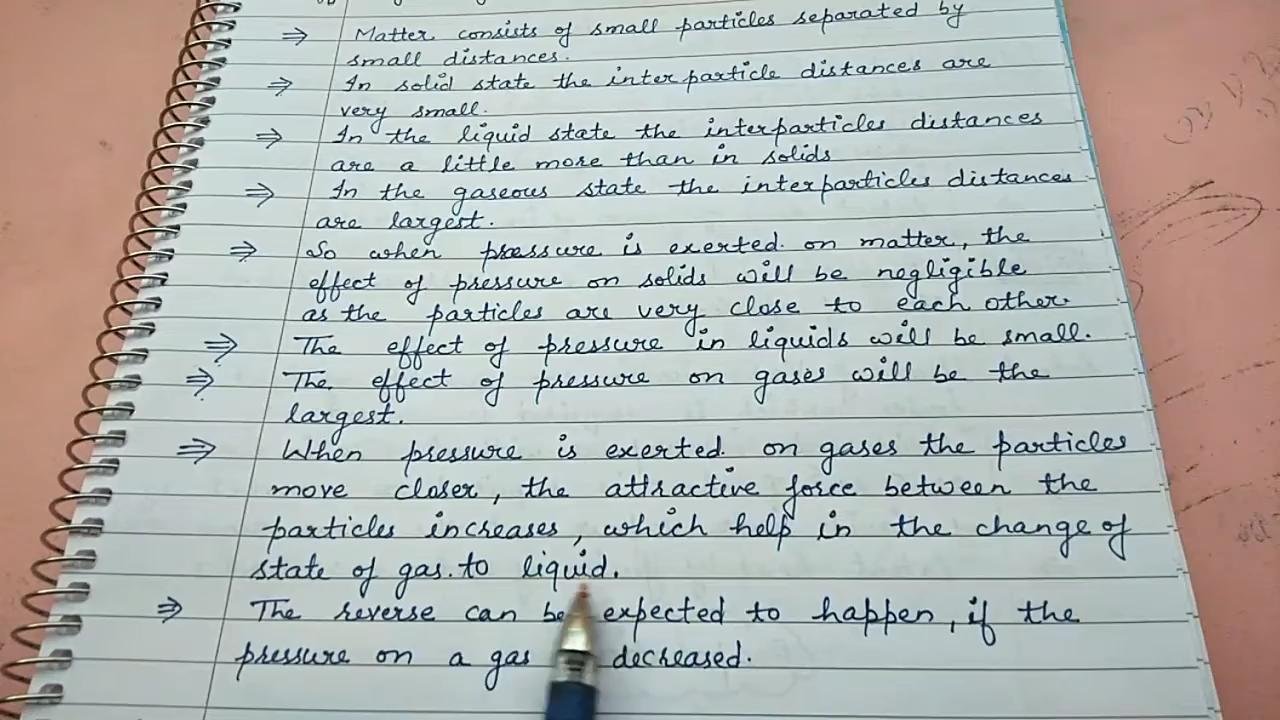 ⇒ Matter consists of small particles separated by
small distances.
⇒ In solid state the interparticle distances are
very small.
⇒ In the liquid state the interparticles distances
are a little more than in solids
⇒ In the gaseous state the interparticles distances
are largest.
⇒ So when pressure is exerted on matter, the
effect of pressure on solids will be negligible
as the particles are very close to each other.
⇒ The effect of pressure in liquids will be small.
⇒ The effect of pressure on gases will be the
largest.
⇒ When pressure is exerted on gases the particles
move closer, the attractive force between the
particles increases, which help in the change of
state of gas to liquid.
⇒ The reverse can be expected to happen, if the
pressure on a gas decreased.